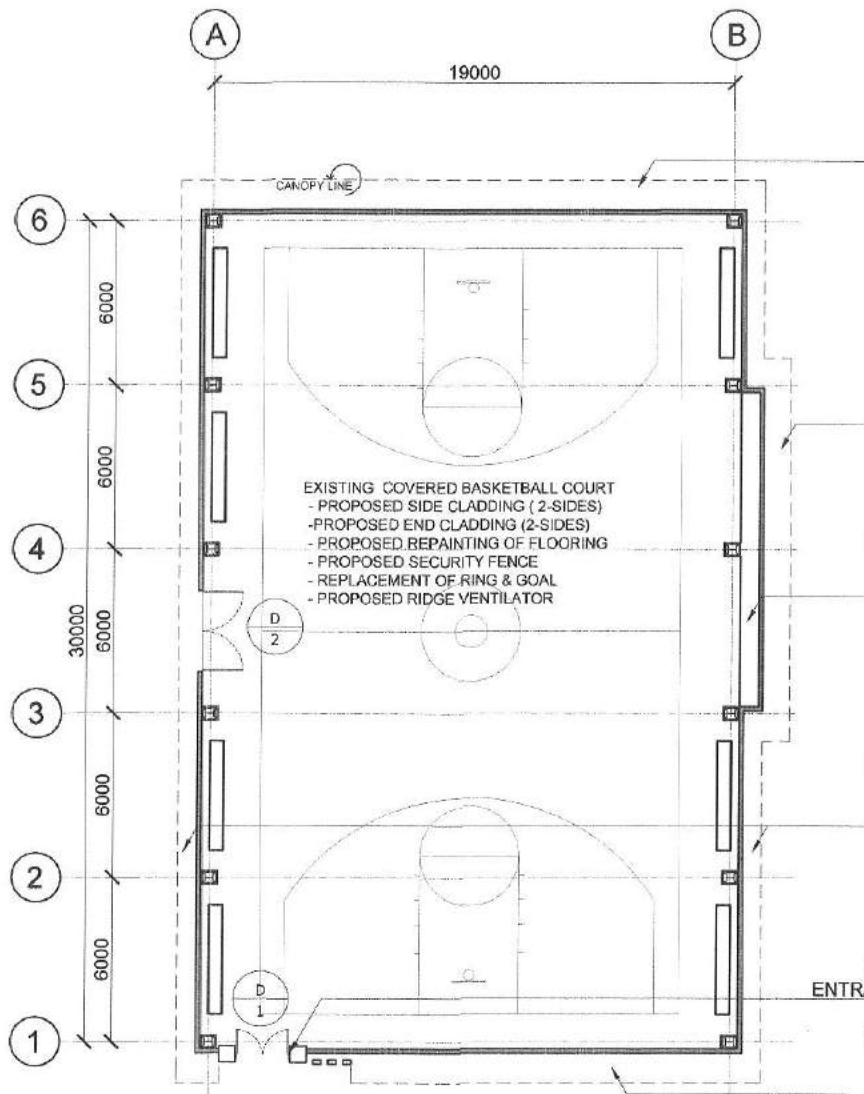 A
B
19000
CANOPY LINE
6
6000
5
6000
EXISTING COVERED BASKETBALL COURT
- PROPOSED SIDE CLADDING ( 2-SIDES)
-PROPOSED END CLADDING (2-SIDES)
- PROPOSED REPAINTING OF FLOORING
- PROPOSED SECURITY FENCE
- REPLACEMENT OF RING & GOAL
- PROPOSED RIDGE VENTILATOR
4
D
2
30000
6000
3
6000
2
6000
D
1
ENTRA
1